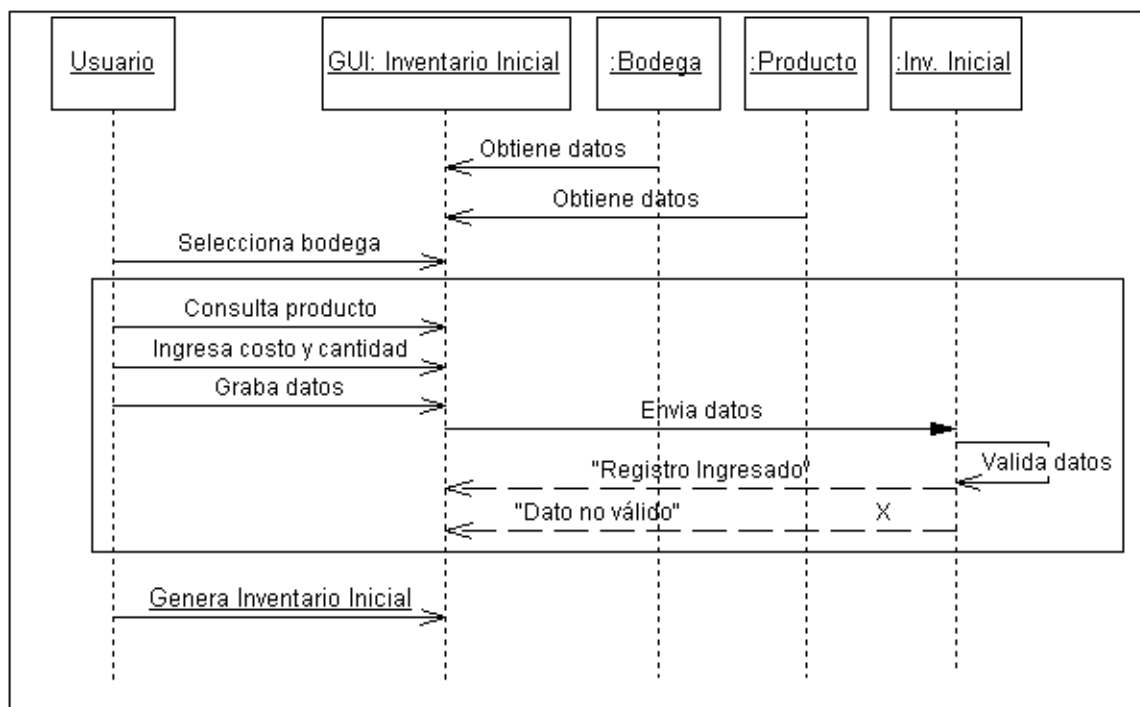 Usuario
GUI: Inventario Inicial
:Bodega
:Producto
:Inv. Inicial
Obtiene datos
Obtiene datos
Selecciona bodega
Consulta producto
Ingresa costo y cantidad
Graba datos
Envia datos
Valida datos
"Registro Ingresado"
"Dato no válido"
X
Genera Inventario Inicial